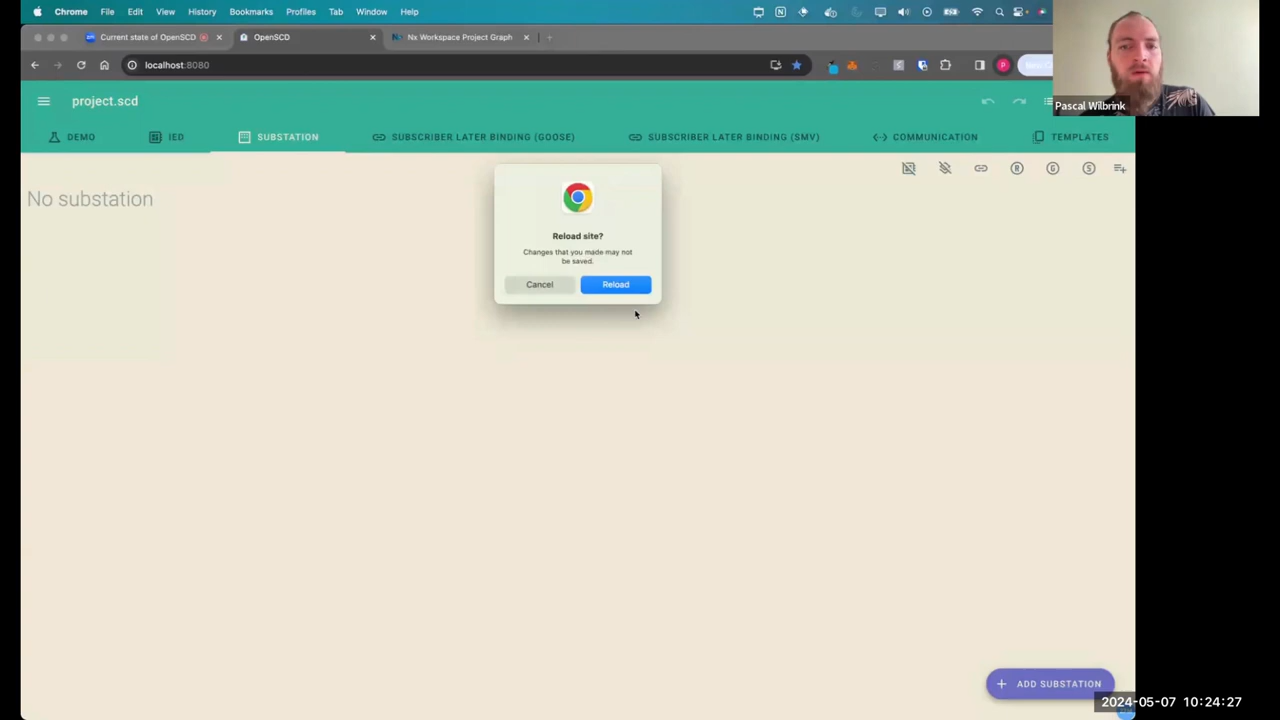 Chrome File Edit View History Bookmarks Profiles Tab Window Help
Current state of OpenSCD
OpenSCD
Nx Workspace Project Graph
localhost:8080
Pascal Wilbrink
project.scd
DEMO
IED
SUBSTATION
SUBSCRIBER LATER BINDING (GOOSE)
SUBSCRIBER LATER BINDING (SMV)
COMMUNICATION
TEMPLATES
No substation
Reload site?
Changes that you made may not
be saved.
Cancel
Reload
ADD SUBSTATION
2024-05-07 10:24:27